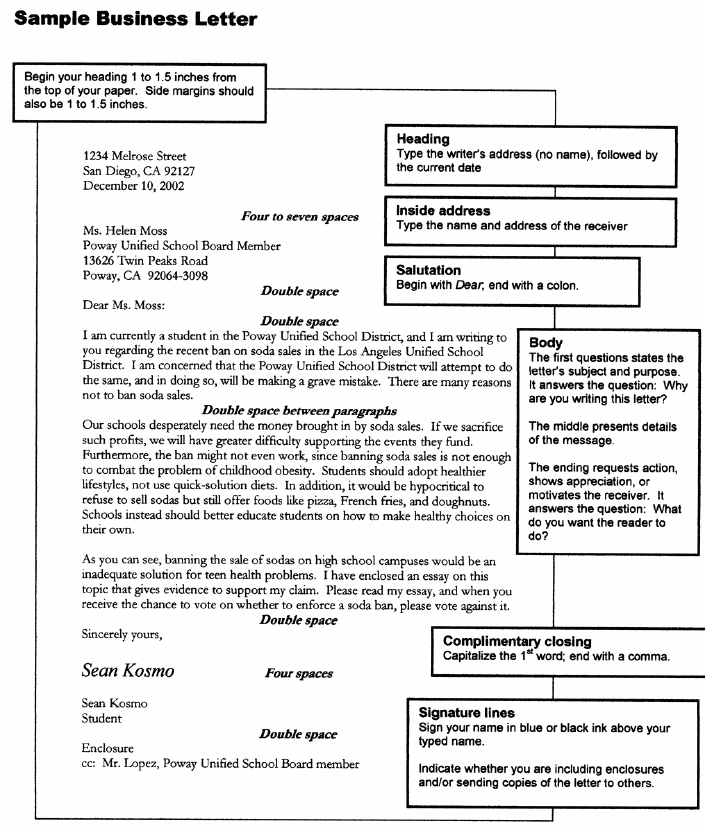 Sample Business Letter
Begin your heading 1 to 1.5 inches from
the top of your paper. Side margins should
also be 1 to 1.5 inches.
Heading
Type the writer's address (no name), followed by
the current date
1234 Melrose Street
San Diego, CA 92127
December 10, 2002
Inside address
Type the name and address of the receiver
Four to seven spaces
Ms. Helen Moss
Poway Unified School Board Member
13626 Twin Peaks Road
Poway, CA 92064-3098
Salutation
Begin with Dear; end with a colon.
Double space
Dear Ms. Moss:
Double space
I am currently a student in the Poway Unified School District, and I am writing to
you regarding the recent ban on soda sales in the Los Angeles Unified School
District. I am concerned that the Poway Unified School District will attempt to do
the same, and in doing so, will be making a grave mistake. There are many reasons
not to ban soda sales.
Double space between paragraphs
Our schools desperately need the money brought in by soda sales. If we sacrifice
such profits, we will have greater difficulty supporting the events they fund.
Furthermore, the ban might not even work, since banning soda sales is not enough
to combat the problem of childhood obesity. Students should adopt healthier
lifestyles, not use quick-solution diets. In addition, it would be hypocritical to
refuse to sell sodas but still offer foods like pizza, French fries, and doughnuts.
Schools instead should better educate students on how to make healthy choices on
their own.
Body
The first questions states the
letter's subject and purpose.
It answers the question: Why
are you writing this letter?
The middle presents details
of the message.
The ending requests action,
shows appreciation, or
motivates the receiver. It
answers the question: What
do you want the reader to
do?
As you can see, banning the sale of sodas on high school campuses would be an
inadequate solution for teen health problems. I have enclosed an essay on this
topic that gives evidence to support my claim. Please read my essay, and when you
receive the chance to vote on whether to enforce a soda ban, please vote against it.
Double space
Sincerely yours,
Complimentary closing
Capitalize the 1st word; end with a comma.
Sean Kosmo
Four spaces
Sean Kosmo
Student
Signature lines
Sign your name in blue or black ink above your
typed name.
Indicate whether you are including enclosures
and/or sending copies of the letter to others.
Double space
Enclosure
cc: Mr. Lopez, Poway Unified School Board member